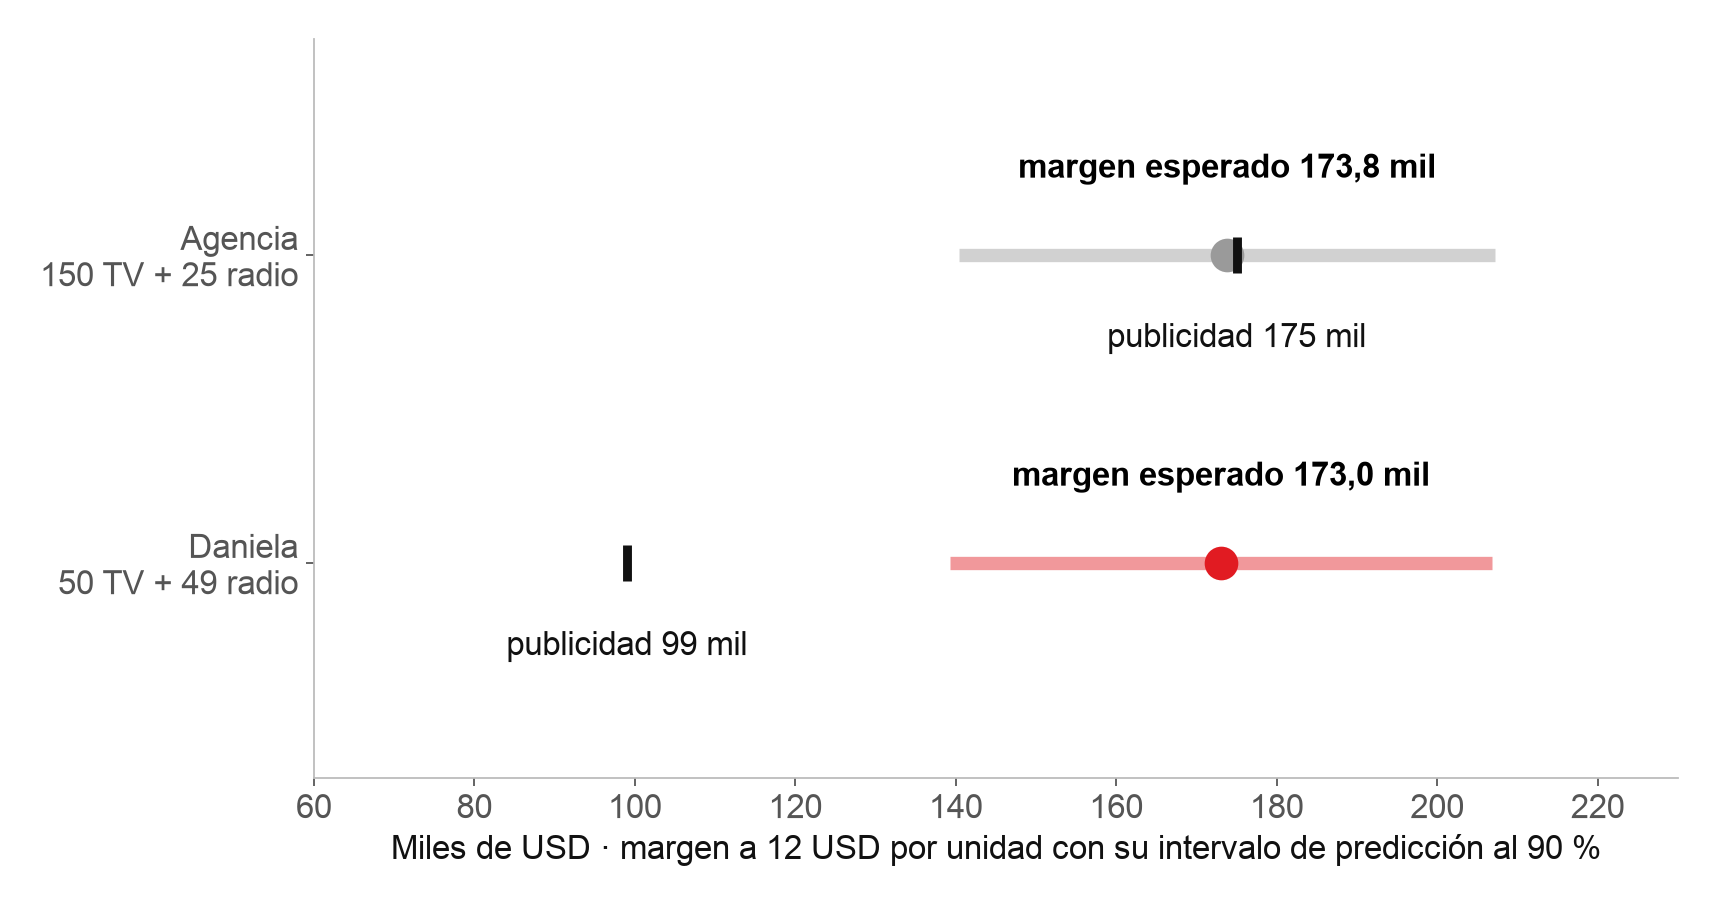 margen esperado 173,8 mil
Agencia
150 TV + 25 radio
publicidad 175 mil
margen esperado 173,0 mil
Daniela
50 TV + 49 radio
publicidad 99 mil
60 80 100 120 140 160 180 200 220
Miles de USD · margen a 12 USD por unidad con su intervalo de predicción al 90 %